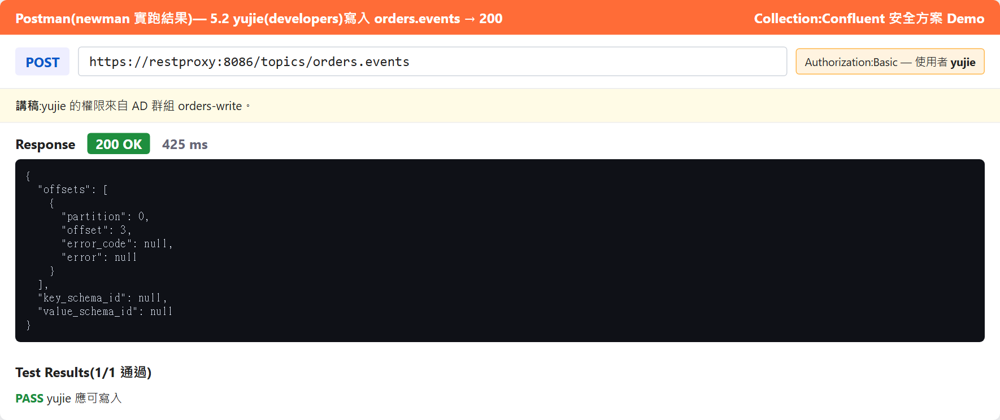 Postman(newman 實跑結果)— 5.2 yujie(developers)寫入 orders.events → 200
Collection:Confluent 安全方案 Demo
POST
https://restproxy:8086/topics/orders.events
Authorization:Basic — 使用者 yujie
講稿:yujie 的權限來自 AD 群組 orders-write。
Response 200 OK 425 ms
{
  "offsets": [
    {
      "partition": 0,
      "offset": 3,
      "error_code": null,
      "error": null
    }
  ],
  "key_schema_id": null,
  "value_schema_id": null
}
Test Results(1/1 通過)
PASS yujie 應可寫入